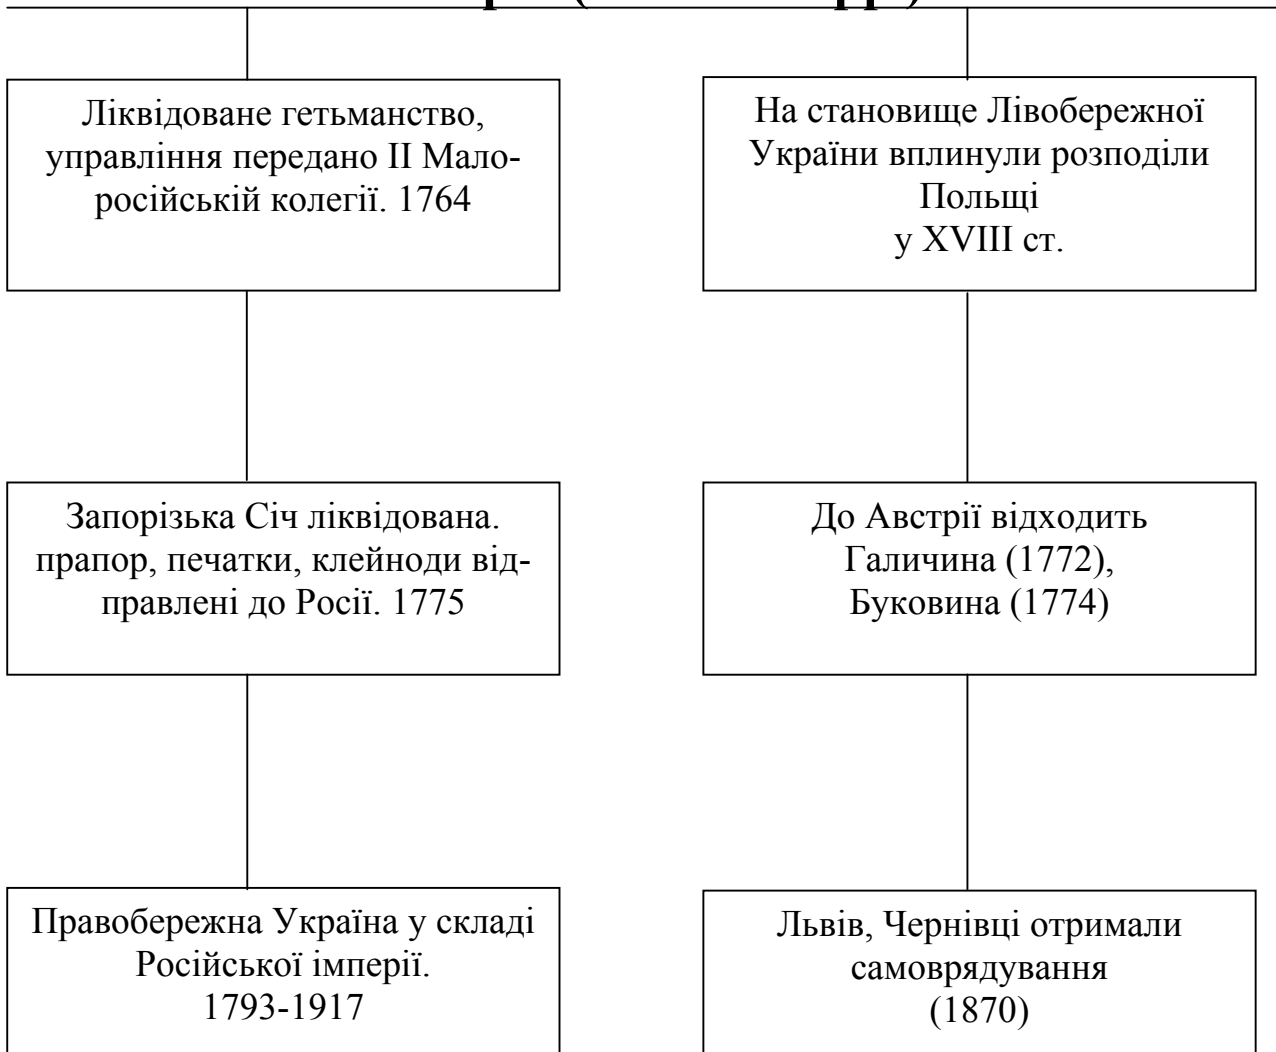 Ліквідоване гетьманство,
управління передано ІІ Мало-
російській колегії. 1764
На становище Лівобережної
України вплинули розподіли
Польщі
у XVIII ст.
Запорізька Січ ліквідована.
прапор, печатки, клейноди від-
правлені до Росії. 1775
До Австрії відходить
Галичина (1772),
Буковина (1774)
Правобережна Україна у складі
Російської імперії.
1793-1917
Львів, Чернівці отримали
самоврядування
(1870)